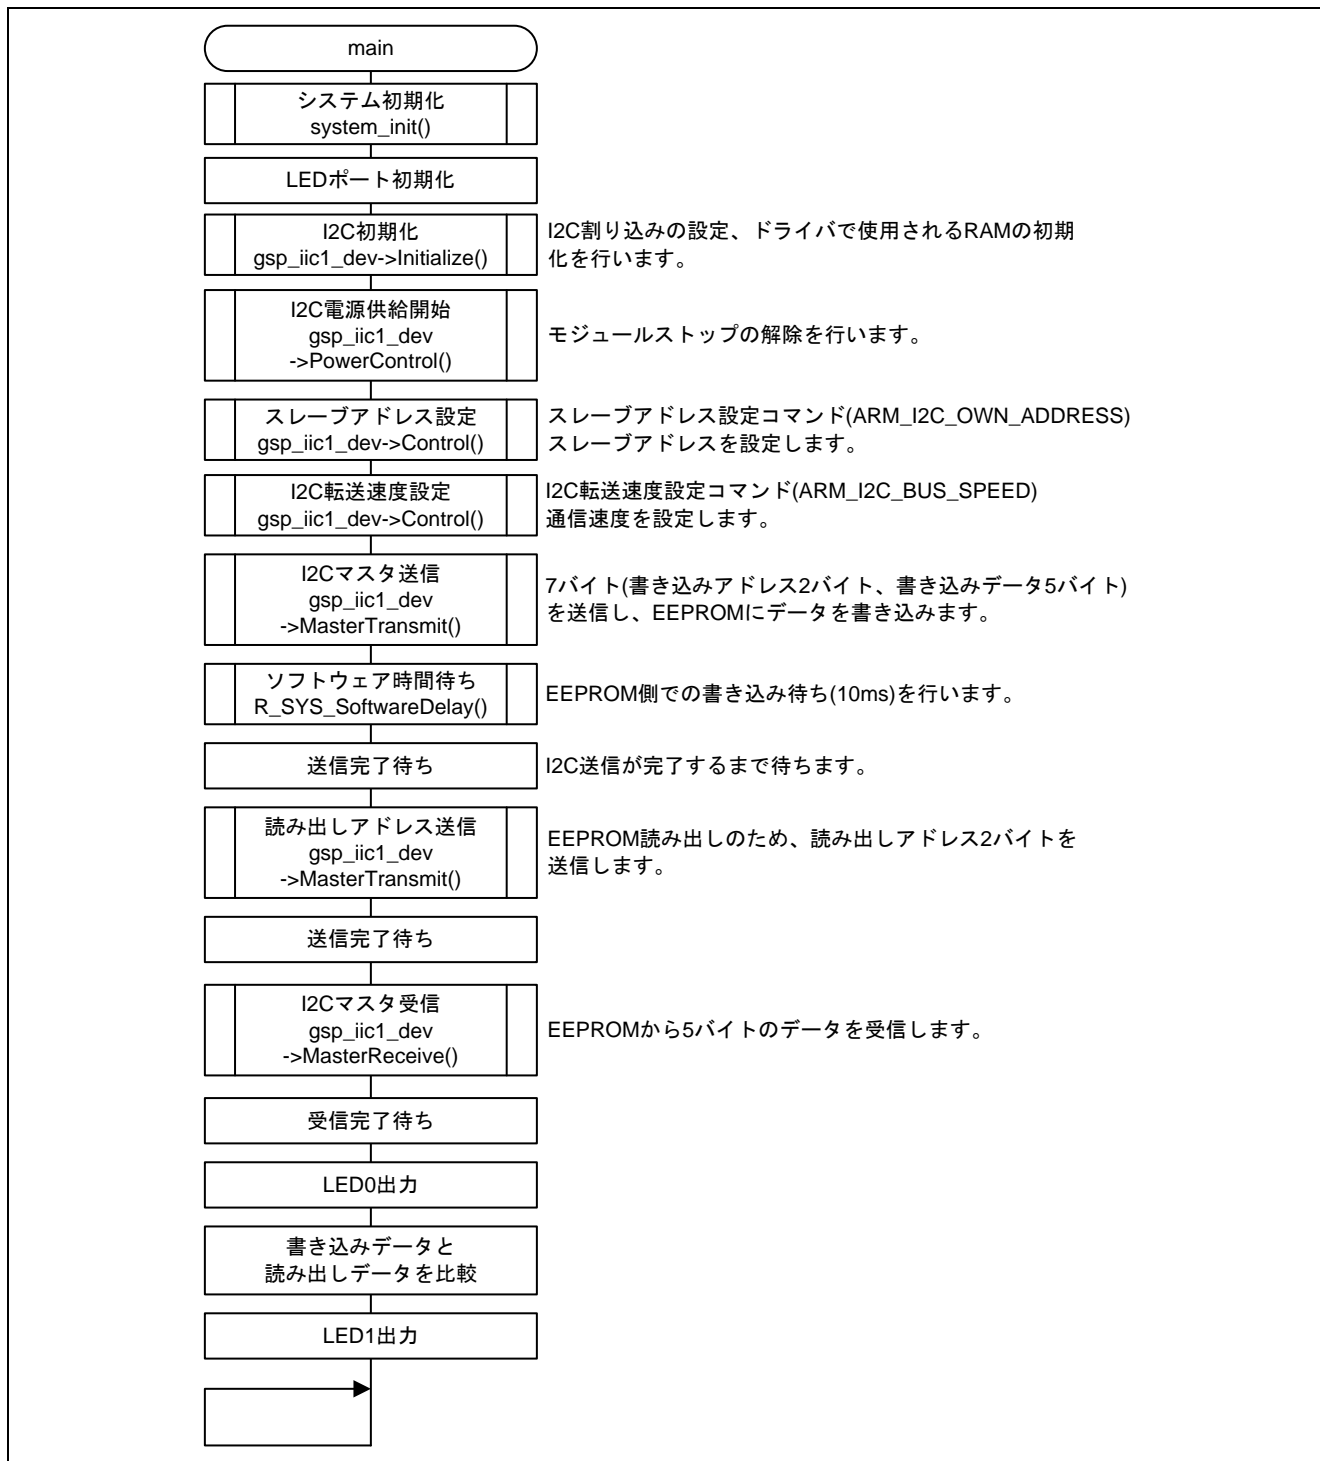 main
システム初期化
system_init()
LEDポート初期化
I2C初期化
gsp_iic1_dev->Initialize()
I2C割り込みの設定、ドライバで使用されるRAMの初期
化を行います。
I2C電源供給開始
gsp_iic1_dev
->PowerControl()
モジュールストップの解除を行います。
スレーブアドレス設定
gsp_iic1_dev->Control()
スレーブアドレス設定コマンド(ARM_I2C_OWN_ADDRESS)
スレーブアドレスを設定します。
I2C転送速度設定
gsp_iic1_dev->Control()
I2C転送速度設定コマンド(ARM_I2C_BUS_SPEED)
通信速度を設定します。
I2Cマスタ送信
gsp_iic1_dev
->MasterTransmit()
7バイト(書き込みアドレス2バイト、書き込みデータ5バイト)
を送信し、EEPROMにデータを書き込みます。
ソフトウェア時間待ち
R_SYS_SoftwareDelay()
EEPROM側での書き込み待ち(10ms)を行います。
送信完了待ち
I2C送信が完了するまで待ちます。
読み出しアドレス送信
gsp_iic1_dev
->MasterTransmit()
EEPROM読み出しのため、読み出しアドレス2バイトを
送信します。
送信完了待ち
I2Cマスタ受信
gsp_iic1_dev
->MasterReceive()
EEPROMから5バイトのデータを受信します。
受信完了待ち
LED0出力
書き込みデータと
読み出しデータを比較
LED1出力